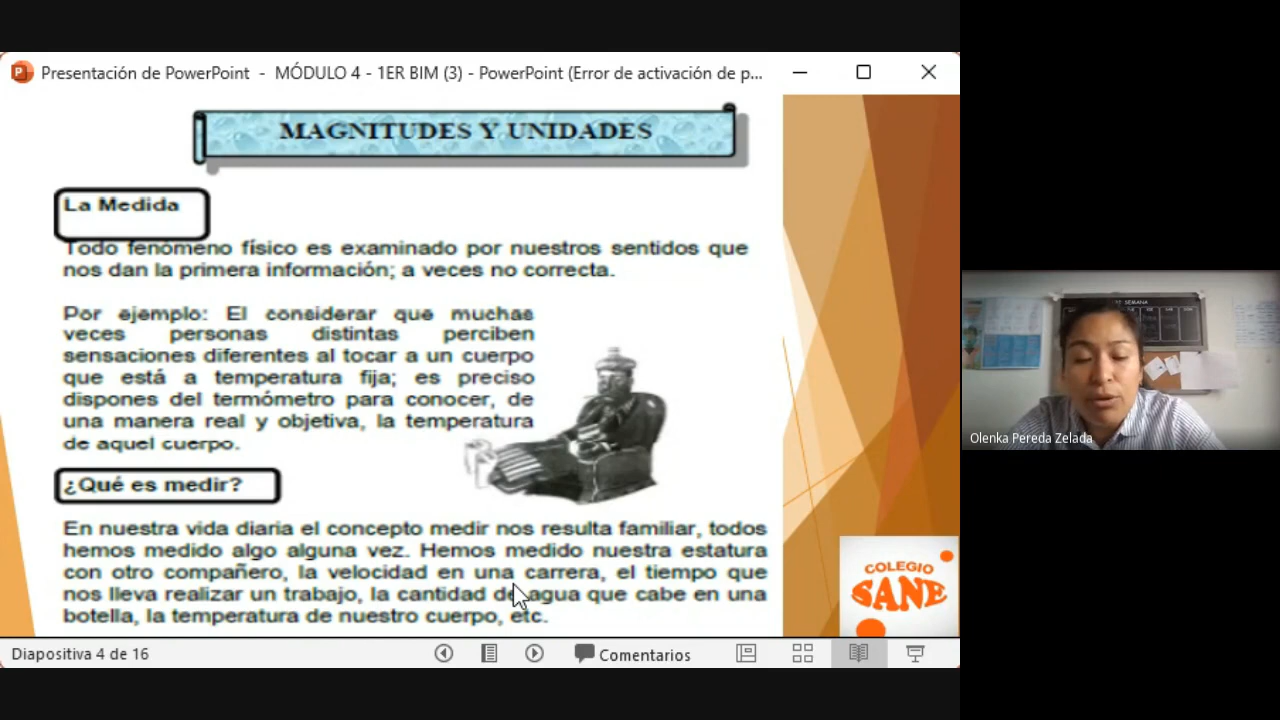 Presentación de PowerPoint - MÓDULO 4 - 1ER BIM (3) - PowerPoint (Error de activación de p...
MAGNITUDES Y UNIDADES
La Medida
Todo fenómeno físico es examinado por nuestros sentidos que
nos dan la primera información; a veces no correcta.
Por ejemplo: El considerar que muchas
veces personas distintas perciben
sensaciones diferentes al tocar a un cuerpo
que está a temperatura fija; es preciso
dispones del termómetro para conocer, de
una manera real y objetiva, la temperatura
de aquel cuerpo.
¿Qué es medir?
En nuestra vida diaria el concepto medir nos resulta familiar, todos
hemos medido algo alguna vez. Hemos medido nuestra estatura
con otro compañero, la velocidad en una carrera, el tiempo que
nos lleva realizar un trabajo, la cantidad de agua que cabe en una
botella, la temperatura de nuestro cuerpo, etc.
COLEGIO
SANE
Diapositiva 4 de 16
Comentarios
SEMANA
Olenka Pereda Zelada